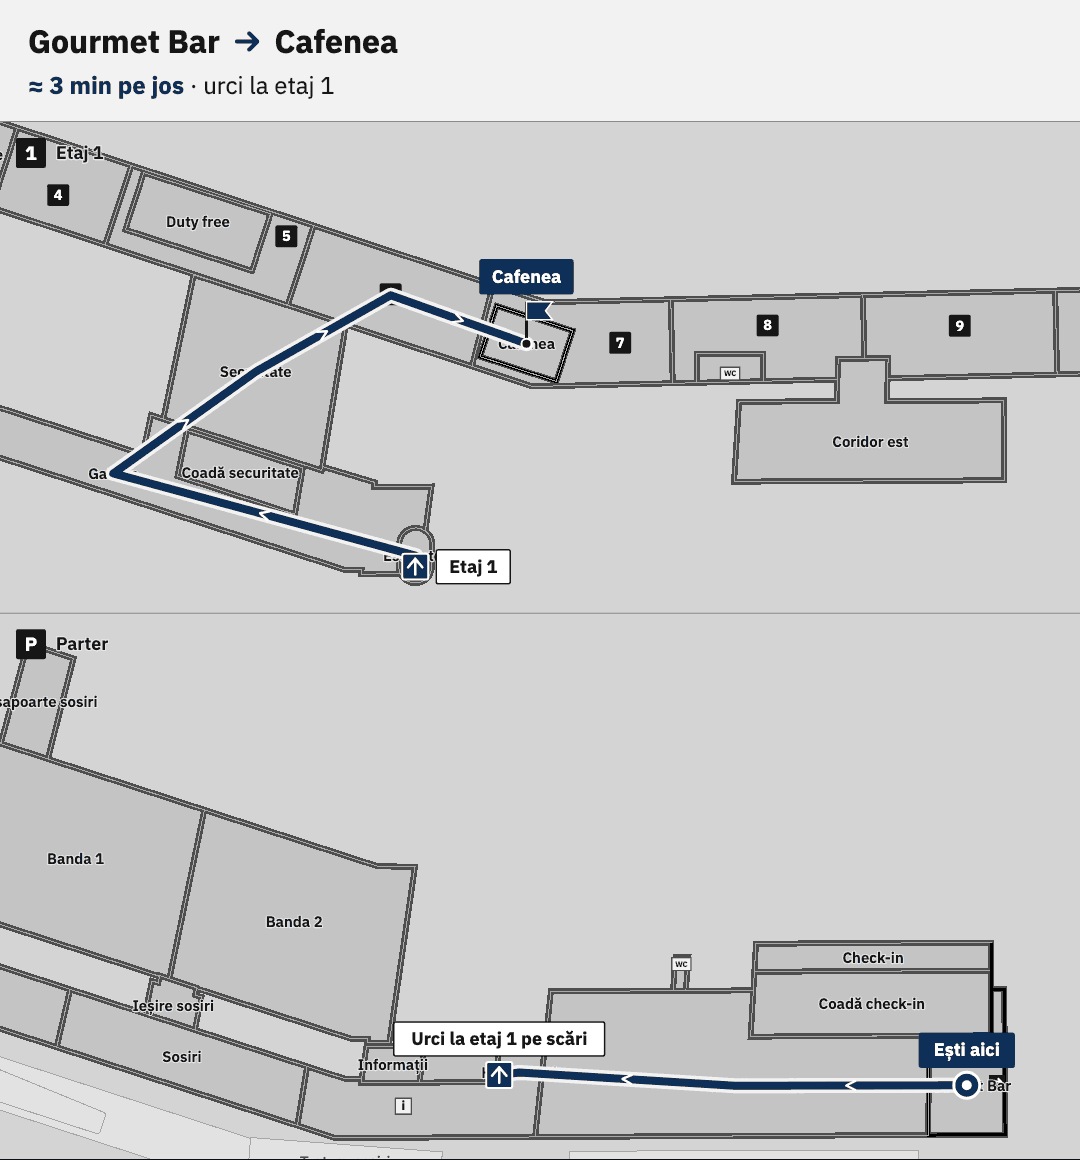 Gourmet Bar → Cafenea
≈ 3 min pe jos · urci la etaj 1
1 Etaj 1
4
Duty free
5
Cafenea
7
8
9
WC
Coridor est
Coadă securitate
Etaj 1
P Parter
sosiri
Banda 1
Banda 2
WC
Check-in
Coadă check-in
Ieșire sosiri
Sosiri
Urci la etaj 1 pe scări
Informații
i
Ești aici
Bar